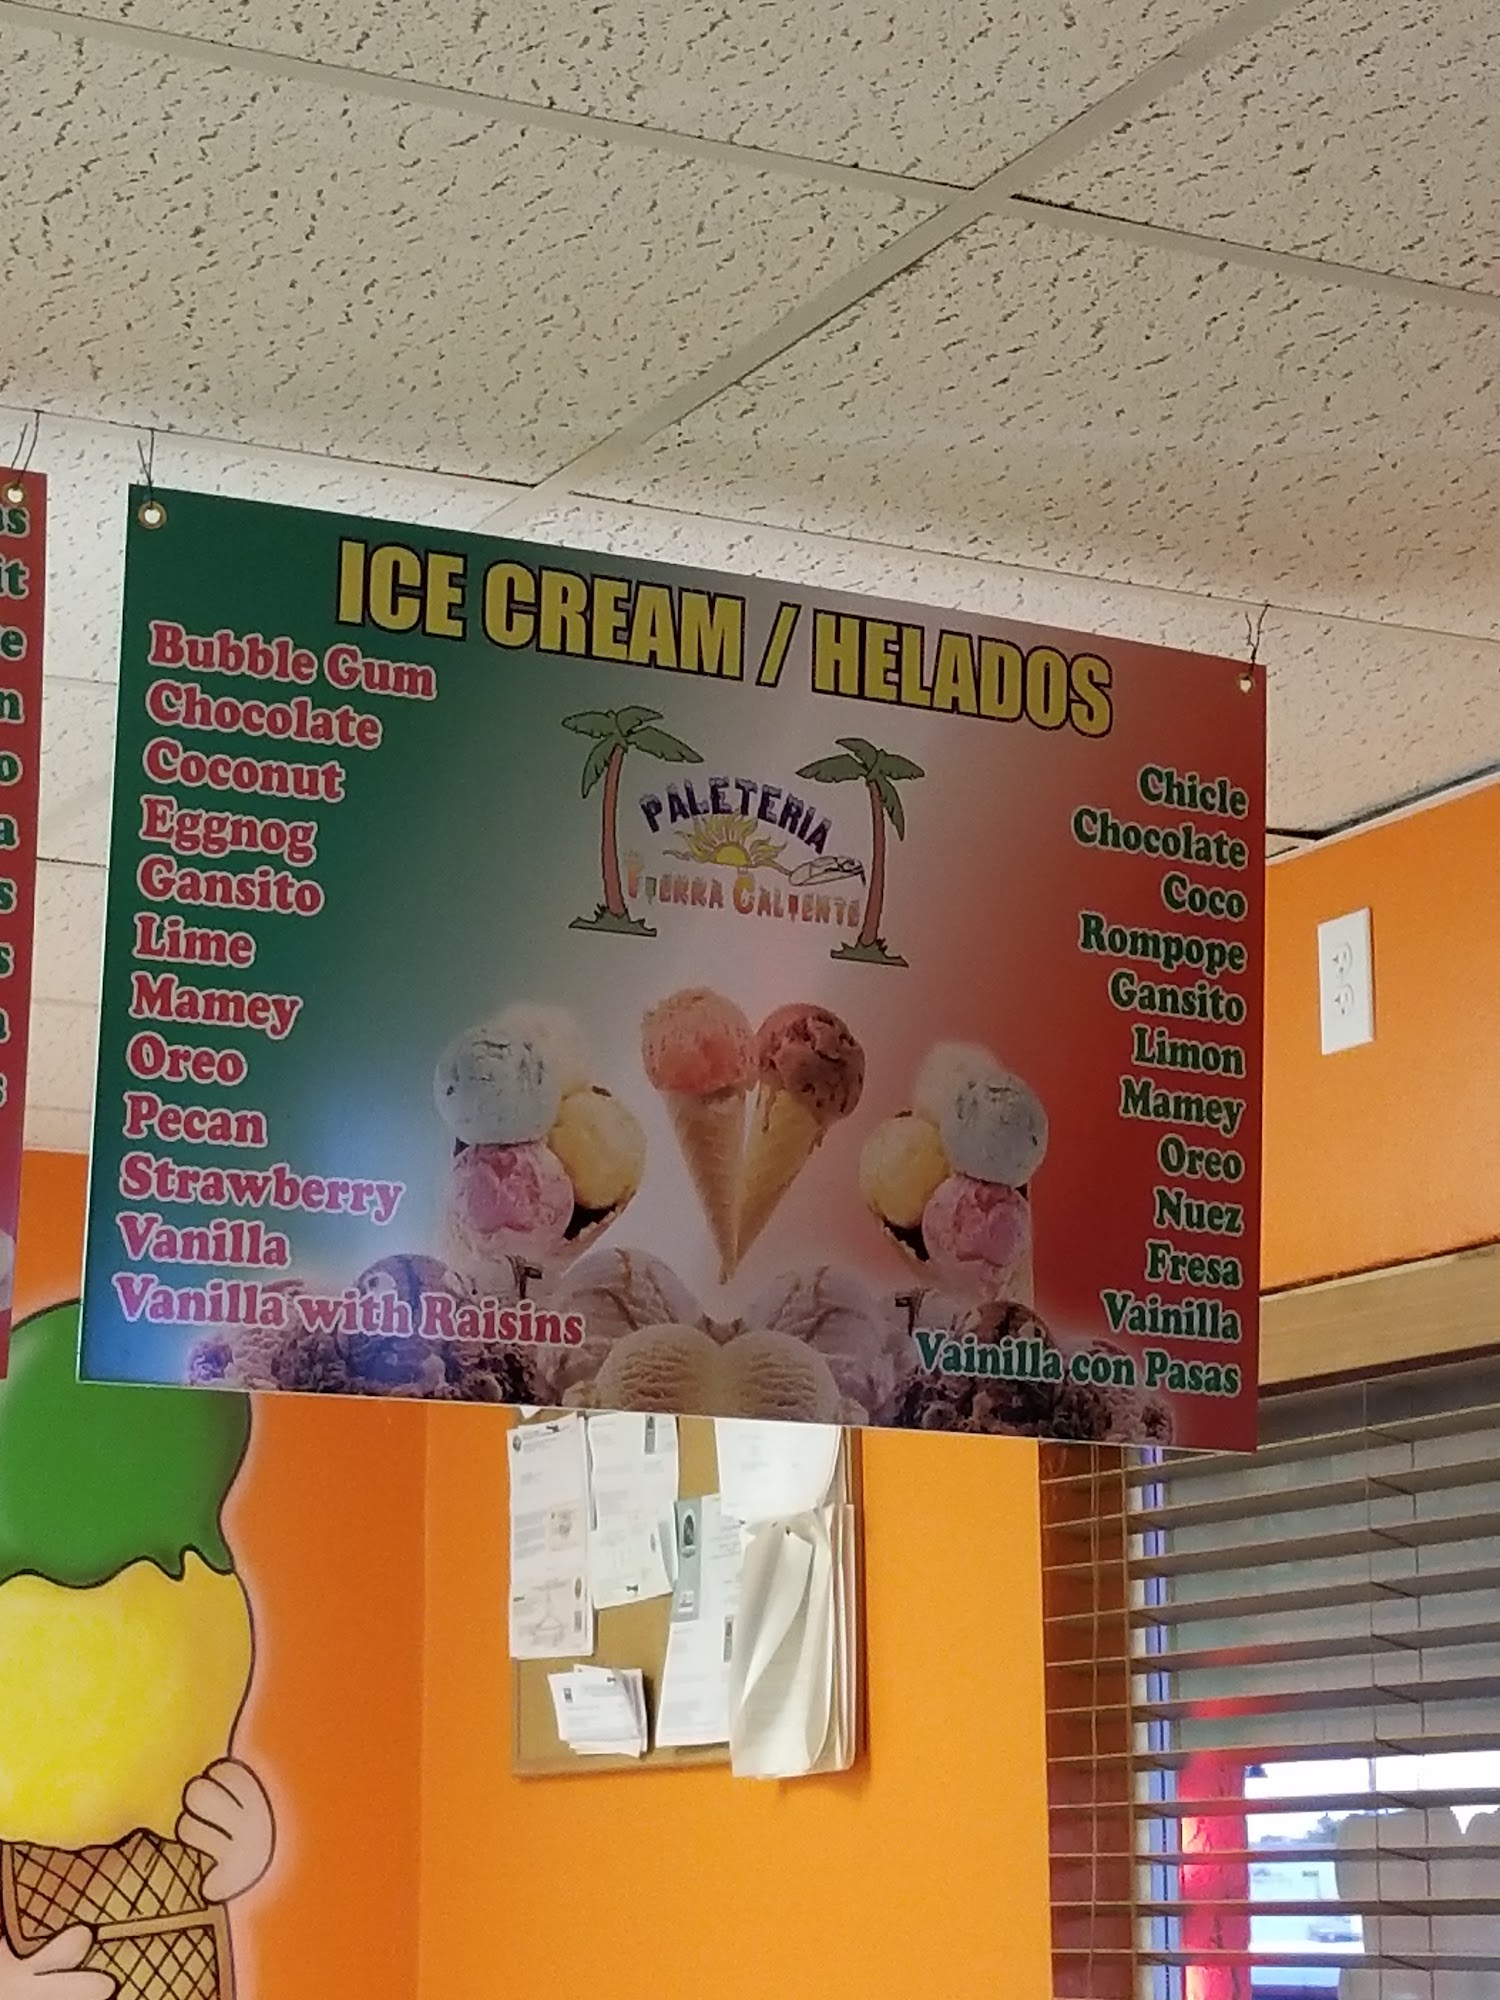 ICE CREAM / HELADOS
Bubble Gum
Chocolate
Coconut
Eggnog
Gansito
Lime
Mamey
Oreo
Pecan
Strawberry
Vanilla
Vanilla with Raisins
PALETERIA
TIERRA CALIENTE
Chicle
Chocolate
Coco
Rompope
Gansito
Limon
Mamey
Oreo
Nuez
Fresa
Vainilla
Vainilla con Pasas